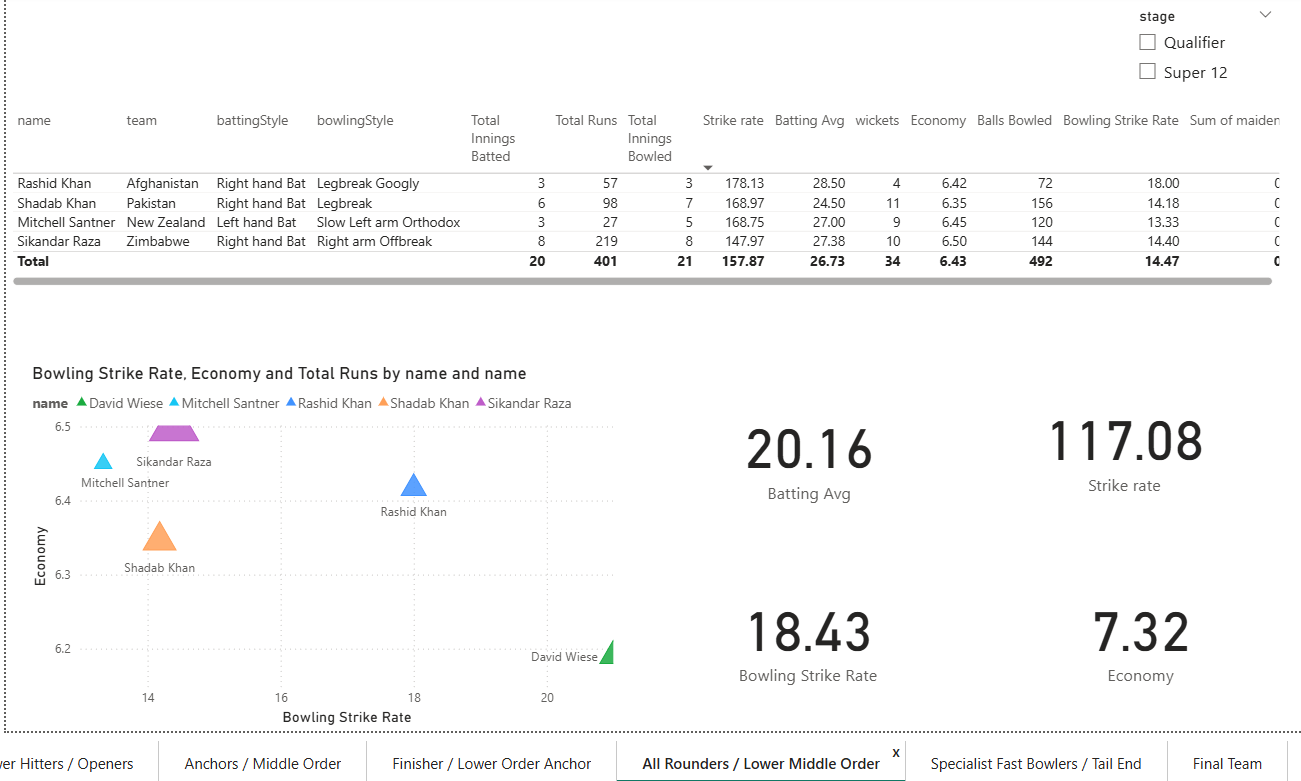 stage
Qualifier
Super 12
name team battingStyle bowlingStyle Total Innings Batted Total Runs Total Innings Bowled Strike rate Batting Avg wickets Economy Balls Bowled Bowling Strike Rate Sum of maiden
Rashid Khan Afghanistan Right hand Bat Legbreak Googly 3 57 3 178.13 28.50 4 6.42 72 18.00 0
Shadab Khan Pakistan Right hand Bat Legbreak 6 98 7 168.97 24.50 11 6.35 156 14.18 0
Mitchell Santner New Zealand Left hand Bat Slow Left arm Orthodox 3 27 5 168.75 27.00 9 6.45 120 13.33 0
Sikandar Raza Zimbabwe Right hand Bat Right arm Offbreak 8 219 8 147.97 27.38 10 6.50 144 14.40 0
Total 20 401 21 157.87 26.73 34 6.43 492 14.47 0
Bowling Strike Rate, Economy and Total Runs by name and name
name David Wiese Mitchell Santner Rashid Khan Shadab Khan Sikandar Raza
6.5
Sikandar Raza
Mitchell Santner
6.4
Rashid Khan
Economy
Shadab Khan
6.3
6.2
David Wiese
14 16 18 20
Bowling Strike Rate
20.16
Batting Avg
117.08
Strike rate
18.43
Bowling Strike Rate
7.32
Economy
er Hitters / Openers
Anchors / Middle Order
Finisher / Lower Order Anchor
All Rounders / Lower Middle Order x
Specialist Fast Bowlers / Tail End
Final Team